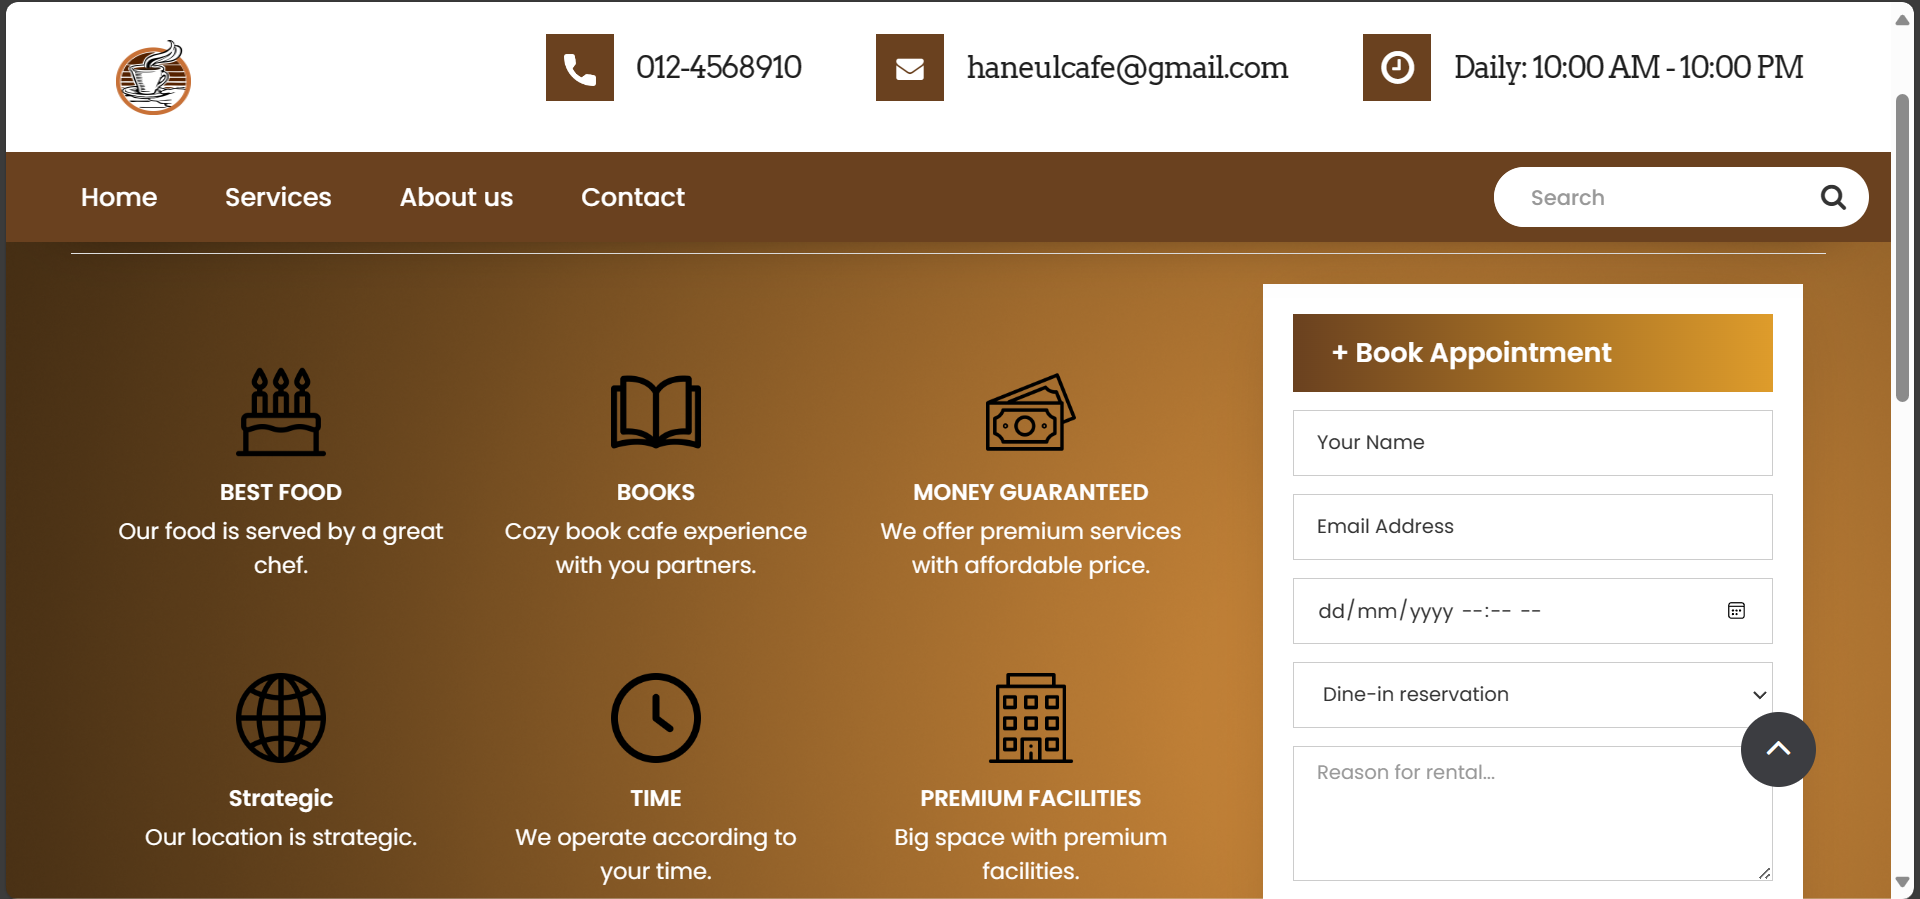 012-4568910
haneulcafe@gmail.com
Daily: 10:00 AM - 10:00 PM
Home
Services
About us
Contact
Search
BEST FOOD
Our food is served by a great
chef.
BOOKS
Cozy book cafe experience
with you partners.
MONEY GUARANTEED
We offer premium services
with affordable price.
Strategic
Our location is strategic.
TIME
We operate according to
your time.
PREMIUM FACILITIES
Big space with premium
facilities.
+ Book Appointment
Your Name
Email Address
dd/mm/yyyy --:-- --
Dine-in reservation
Reason for rental...